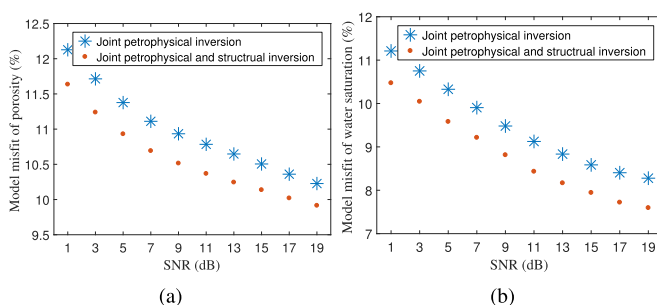 12.5
12
11.5
11
10.5
10
9.5
Model misfit of porosity (%)
Joint petrophysical inversion
Joint petrophysical and structrual inversion
1 3 5 7 9 11 13 15 17 19
SNR (dB)
(a)
12
11
10
9
8
7
Model misfit of water saturation (%)
Joint petrophysical inversion
Joint petrophysical and structrual inversion
1 3 5 7 9 11 13 15 17 19
SNR (dB)
(b)